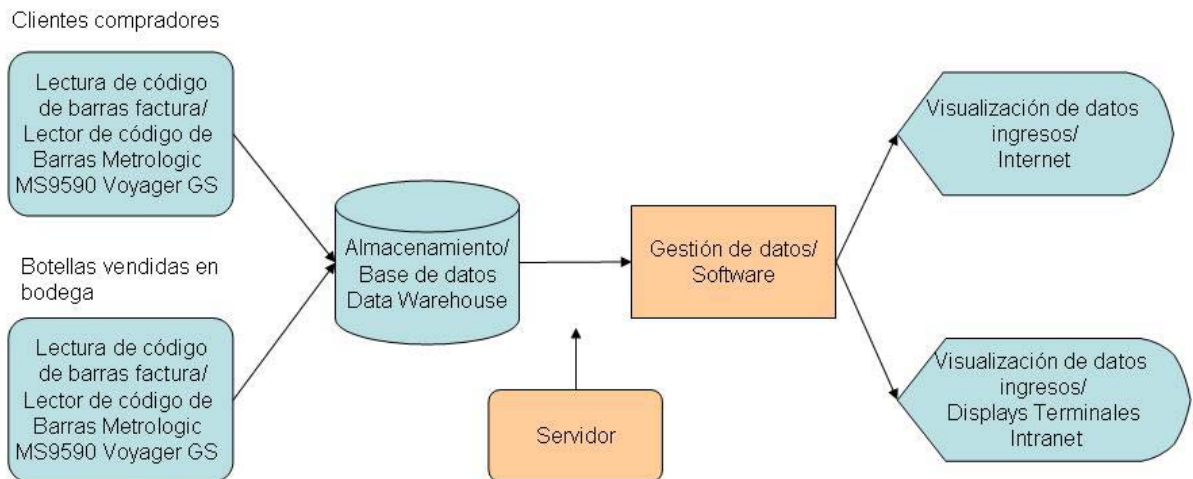 Clientes compradores
Lectura de código
de barras factura/
Lector de código de
Barras Metrologic
MS9590 Voyager GS
Botellas vendidas en
bodega
Lectura de código
de barras factura/
Lector de código de
Barras Metrologic
MS9590 Voyager GS
Almacenamiento/
Base de datos
Data Warehouse
Servidor
Gestión de datos/
Software
Visualización de datos
ingresos/
Internet
Visualización de datos
ingresos/
Displays Terminales
Intranet